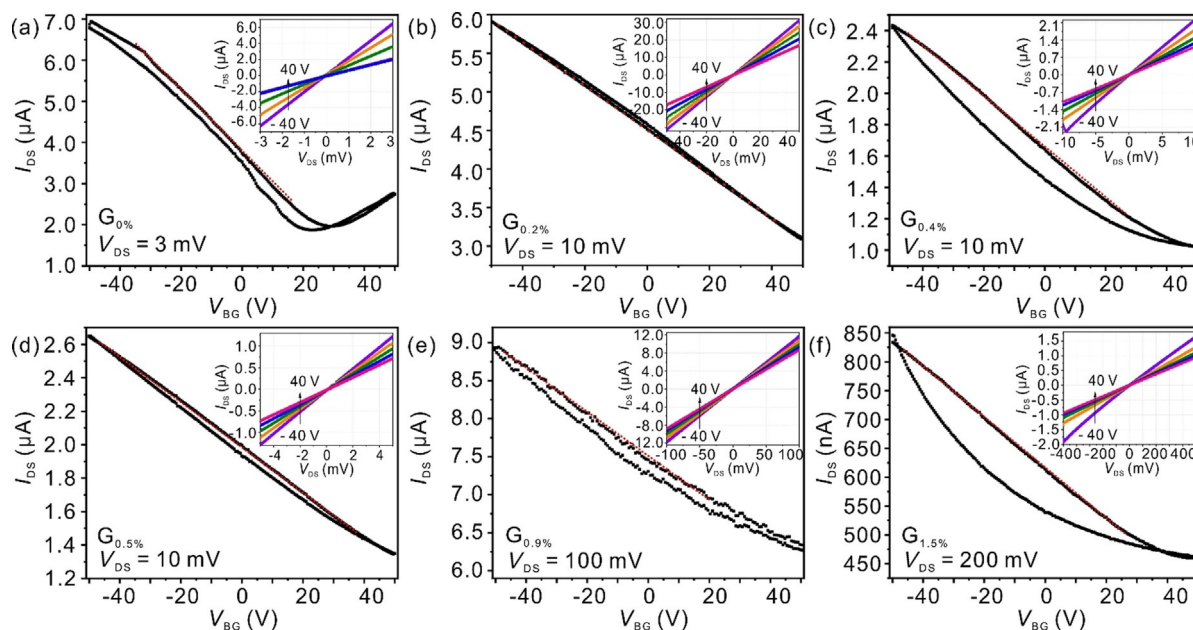 (a)
7.0
6.0
5.0
4.0
3.0
2.0
1.0
I_DS (µA)
-40 -20 0 20 40
V_BG (V)
G_0%
V_DS = 3 mV
6.0
4.0
2.0
0.0
-2.0
-4.0
-6.0
I_DS (µA)
40 V
- 40 V
-3 -2 -1 0 1 2 3
V_DS (mV)
(b)
6.0
5.5
5.0
4.5
4.0
3.5
3.0
I_DS (µA)
-40 -20 0 20 40
V_BG (V)
G_0.2%
V_DS = 10 mV
30.0
20.0
10.0
0.0
-10.0
-20.0
I_DS (µA)
40 V
- 40 V
-40 -20 0 20 40
V_DS (mV)
(c)
2.4
2.2
2.0
1.8
1.6
1.4
1.2
1.0
I_DS (µA)
-40 -20 0 20 40
V_BG (V)
G_0.4%
V_DS = 10 mV
2.1
1.4
0.7
0.0
-0.7
-1.4
-2.1
I_DS (µA)
40 V
- 40 V
-10 -5 0 5 10
V_DS (mV)
(d)
2.6
2.4
2.2
2.0
1.8
1.6
1.4
1.2
I_DS (µA)
-40 -20 0 20 40
V_BG (V)
G_0.5%
V_DS = 10 mV
1.0
0.5
0.0
-0.5
-1.0
I_DS (µA)
40 V
- 40 V
-4 -2 0 2 4
V_DS (mV)
(e)
9.0
8.5
8.0
7.5
7.0
6.5
6.0
I_DS (µA)
-40 -20 0 20 40
V_BG (V)
G_0.9%
V_DS = 100 mV
12.0
8.0
4.0
0.0
-4.0
-8.0
-12.0
I_DS (µA)
40 V
- 40 V
-100 -50 0 50 100
V_DS (mV)
(f)
850
800
750
700
650
600
550
500
450
I_DS (nA)
-40 -20 0 20 40
V_BG (V)
G_1.5%
V_DS = 200 mV
1.5
1.0
0.5
0.0
-0.5
-1.0
-1.5
-2.0
I_DS (µA)
40 V
- 40 V
-400 -200 0 200 400
V_DS (mV)